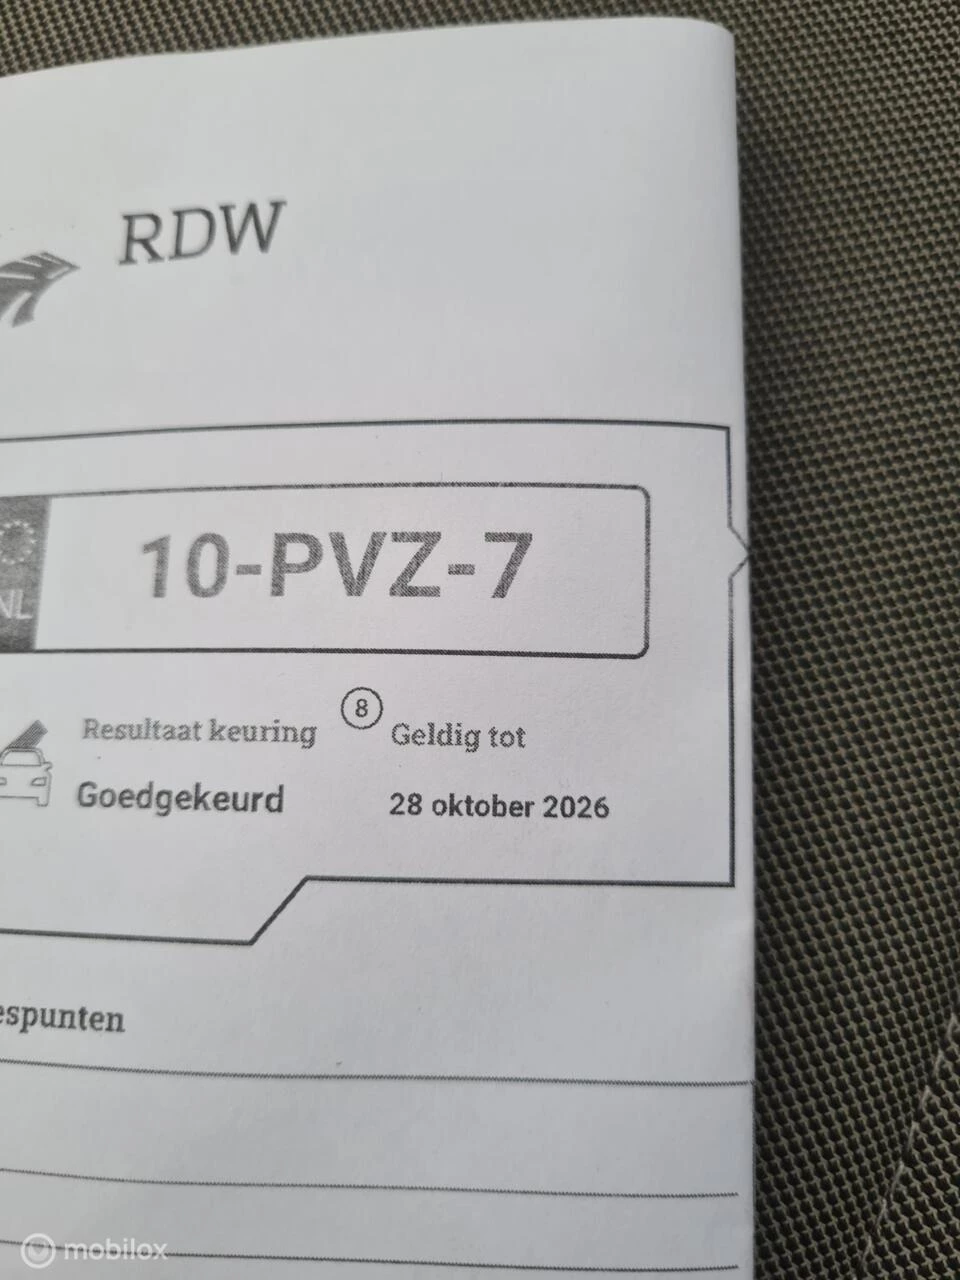 RDW
NL
10-PVZ-7
8
Resultaat keuring
Geldig tot
Goedgekeurd
28 oktober 2026
espunten
mobilox